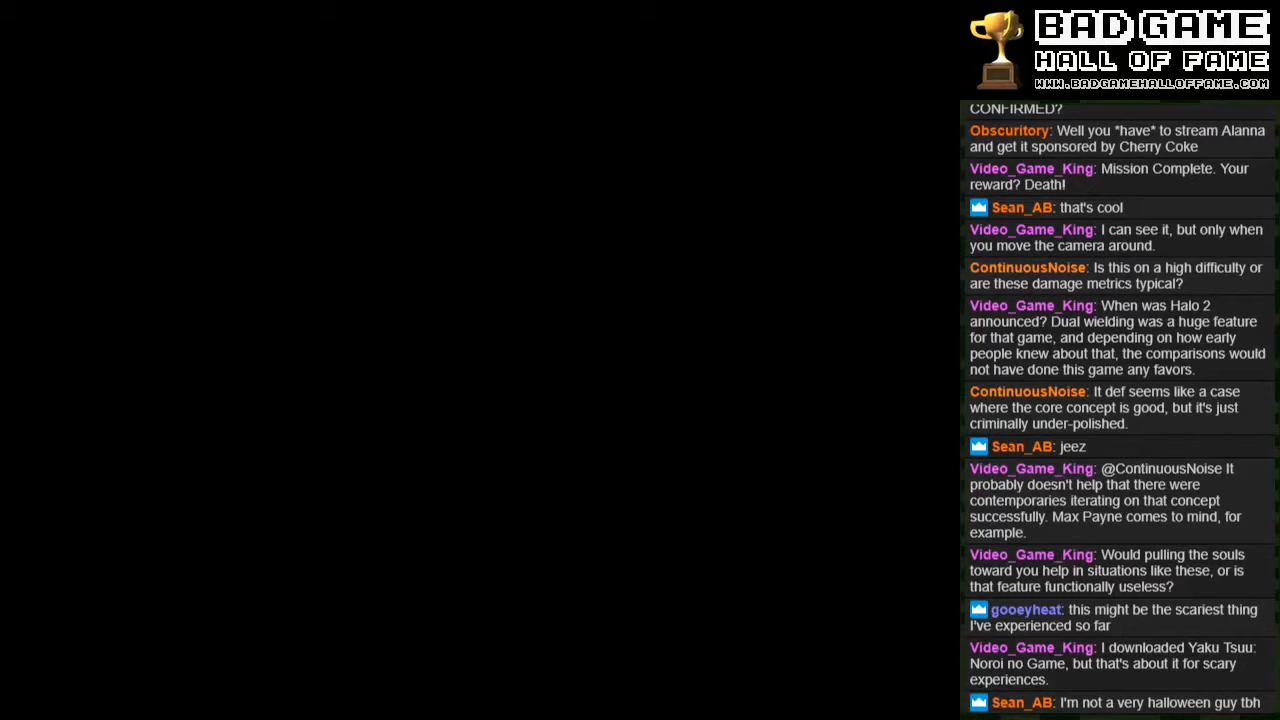 BAD GAME
HALL OF FAME
WWW.BADGAMEHALLOFFAME.COM
CONFIRMED?
Obscuritory: Well you *have* to stream Alanna
and get it sponsored by Cherry Coke
Video_Game_King: Mission Complete. Your
reward? Death!
Sean_AB: that's cool
Video_Game_King: I can see it, but only when
you move the camera around.
ContinuousNoise: Is this on a high difficulty or
are these damage metrics typical?
Video_Game_King: When was Halo 2
announced? Dual wielding was a huge feature
for that game, and depending on how early
people knew about that, the comparisons would
not have done this game any favors.
ContinuousNoise: It def seems like a case
where the core concept is good, but it's just
criminally under-polished.
Sean_AB: jeez
Video_Game_King: @ContinuousNoise It
probably doesn't help that there were
contemporaries iterating on that concept
successfully. Max Payne comes to mind, for
example.
Video_Game_King: Would pulling the souls
toward you help in situations like these, or is
that feature functionally useless?
gooeyheat: this might be the scariest thing
I've experienced so far
Video_Game_King: I downloaded Yaku Tsuu:
Noroi no Game, but that's about it for scary
experiences.
Sean_AB: I'm not a very halloween guy tbh